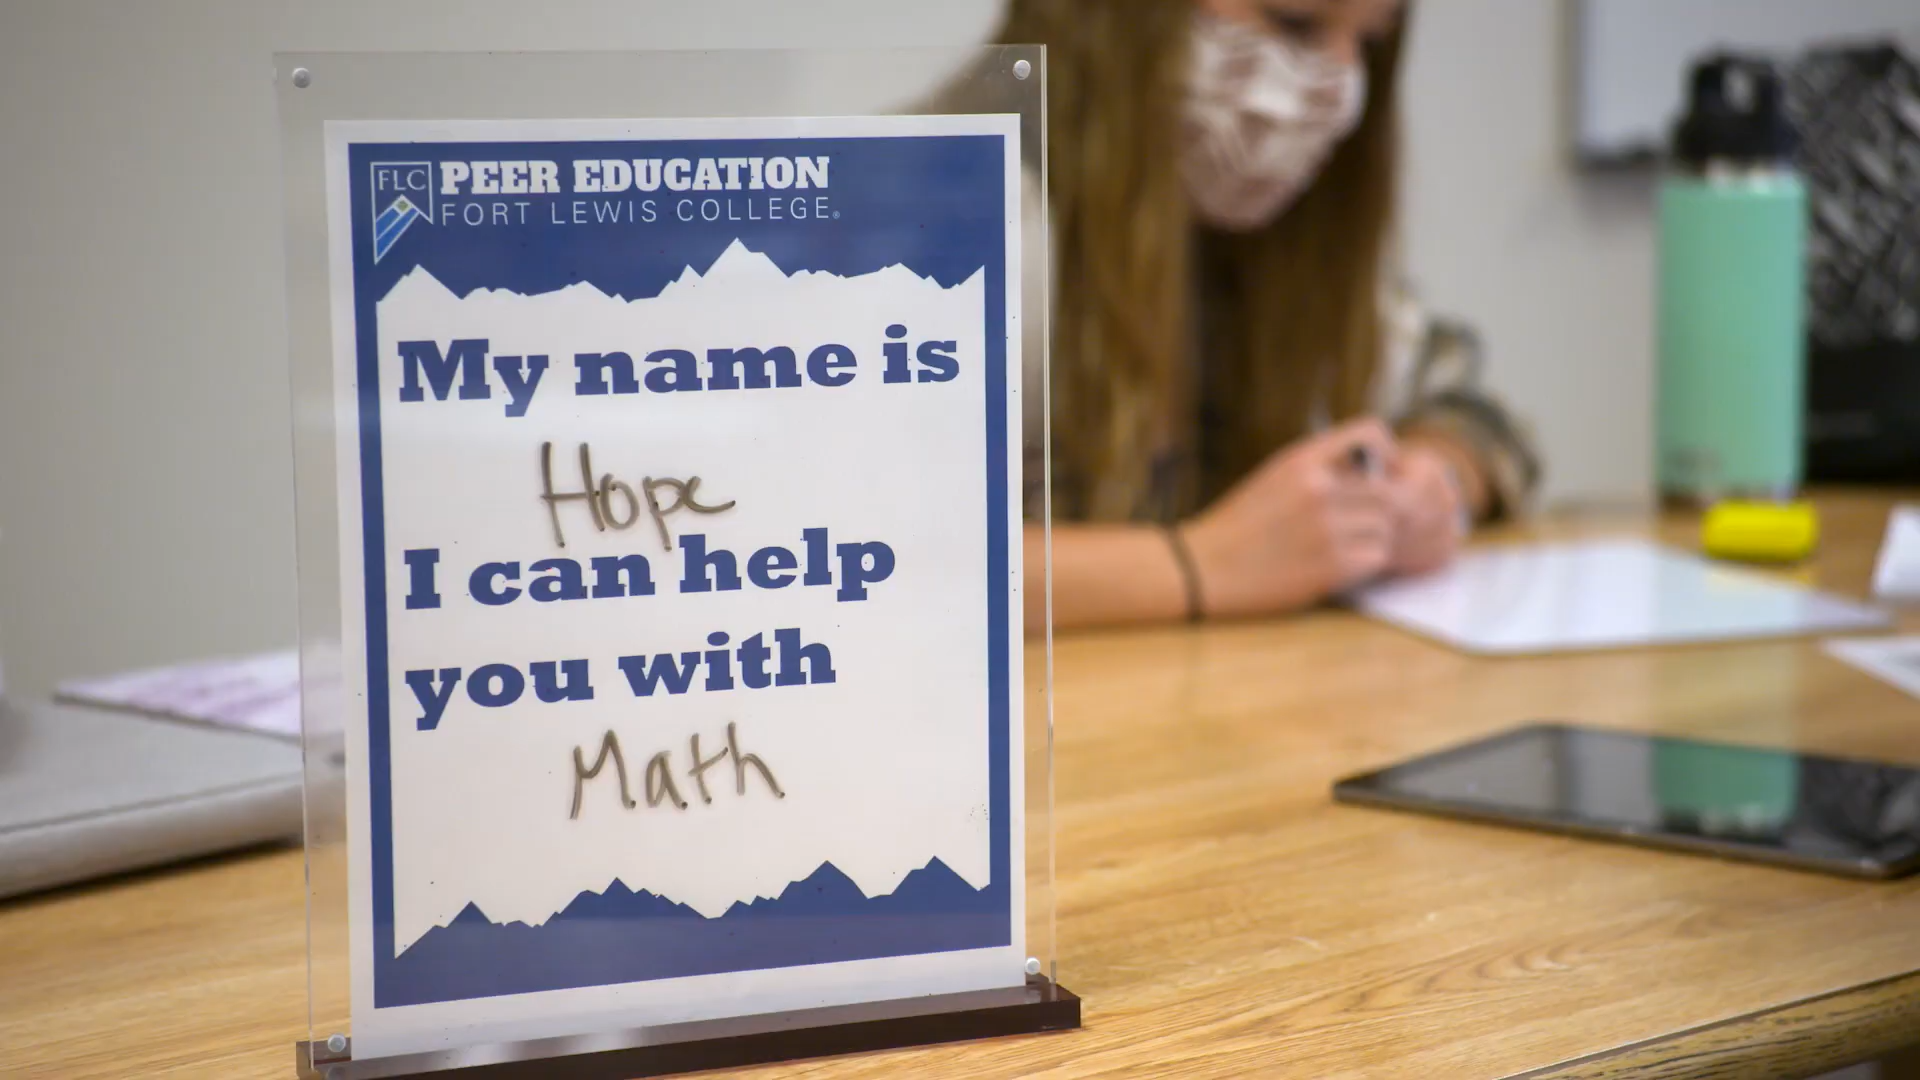 FLC
PEER EDUCATION
FORT LEWIS COLLEGE®
My name is
Hope
I can help
you with
Math